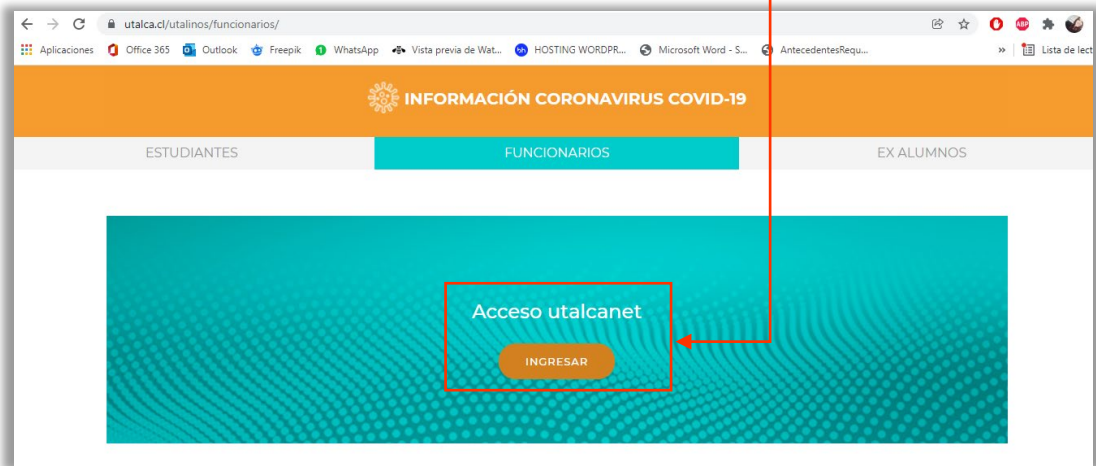 utalca.cl/utalinos/funcionarios/
Aplicaciones Office 365 Outlook Freepik WhatsApp Vista previa de Wat... HOSTING WORDPR... Microsoft Word - S... AntecedentesRequ... » Lista de lect
INFORMACIÓN CORONAVIRUS COVID-19
ESTUDIANTES FUNCIONARIOS EX ALUMNOS
Acceso utalcanet
INGRESAR